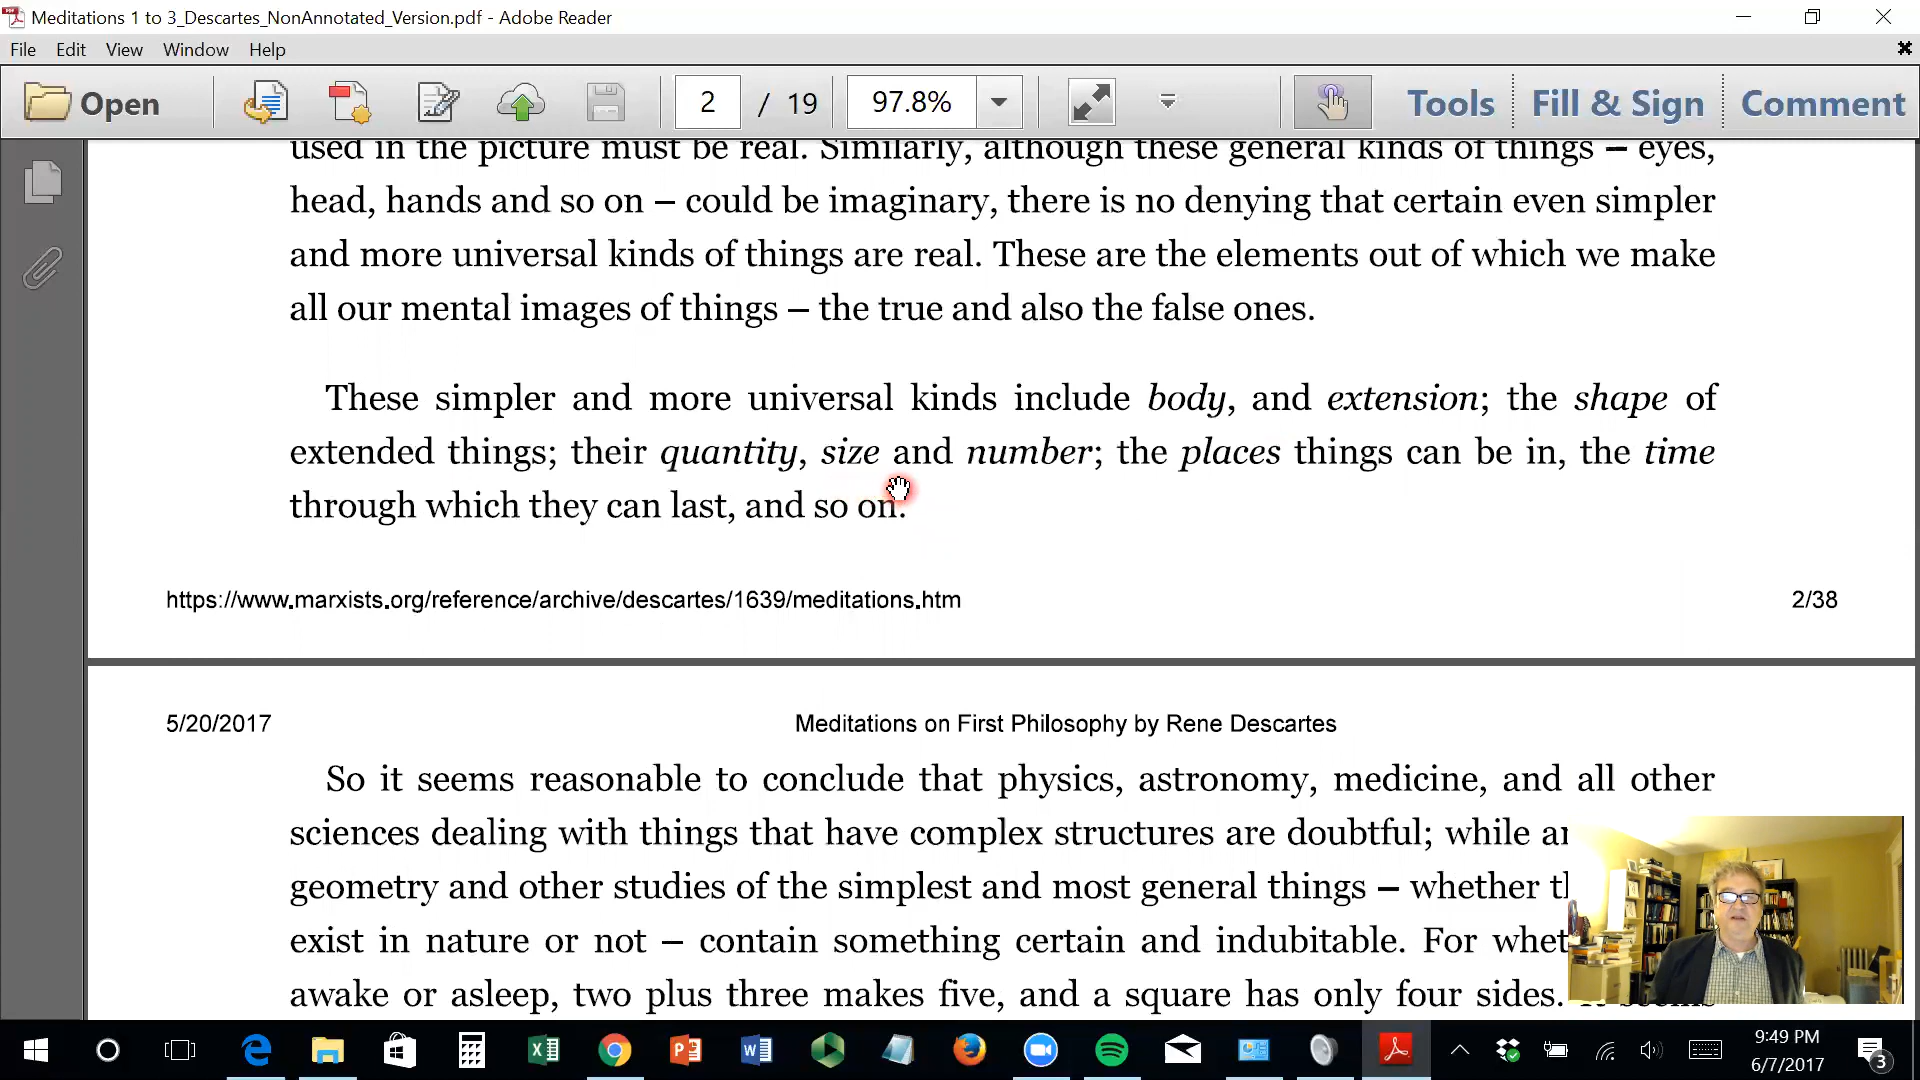 Meditations 1 to 3_Descartes_NonAnnotated_Version.pdf - Adobe Reader
File Edit View Window Help
Open 2 / 19 97.8% Tools Fill & Sign Comment
used in the picture must be real. Similarly, although these general kinds of things – eyes,
head, hands and so on – could be imaginary, there is no denying that certain even simpler
and more universal kinds of things are real. These are the elements out of which we make
all our mental images of things – the true and also the false ones.
These simpler and more universal kinds include body, and extension; the shape of
extended things; their quantity, size and number; the places things can be in, the time
through which they can last, and so on.
https://www.marxists.org/reference/archive/descartes/1639/meditations.htm 2/38
5/20/2017 Meditations on First Philosophy by Rene Descartes
So it seems reasonable to conclude that physics, astronomy, medicine, and all other
sciences dealing with things that have complex structures are doubtful; while
geometry and other studies of the simplest and most general things – whether
exist in nature or not – contain something certain and indubitable. For
awake or asleep, two plus three makes five, and a square has only four sides. It seems
9:49 PM
6/7/2017
3